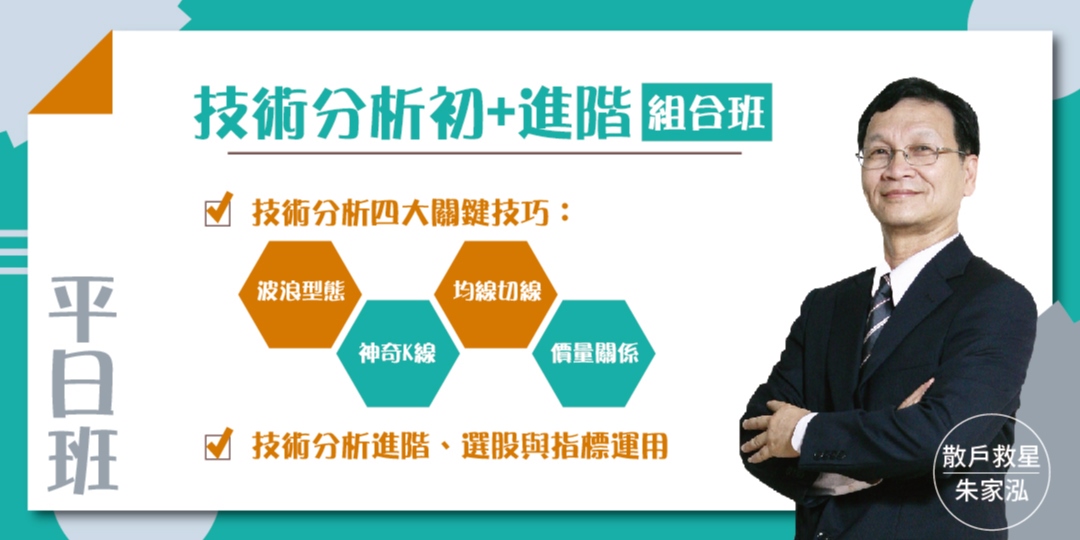 技術分析初+進階 組合班
技術分析四大關鍵技巧：
波浪型態
均線切線
神奇K線
價量關係
技術分析進階、選股與指標運用
平日班
散戶救星
朱家泓